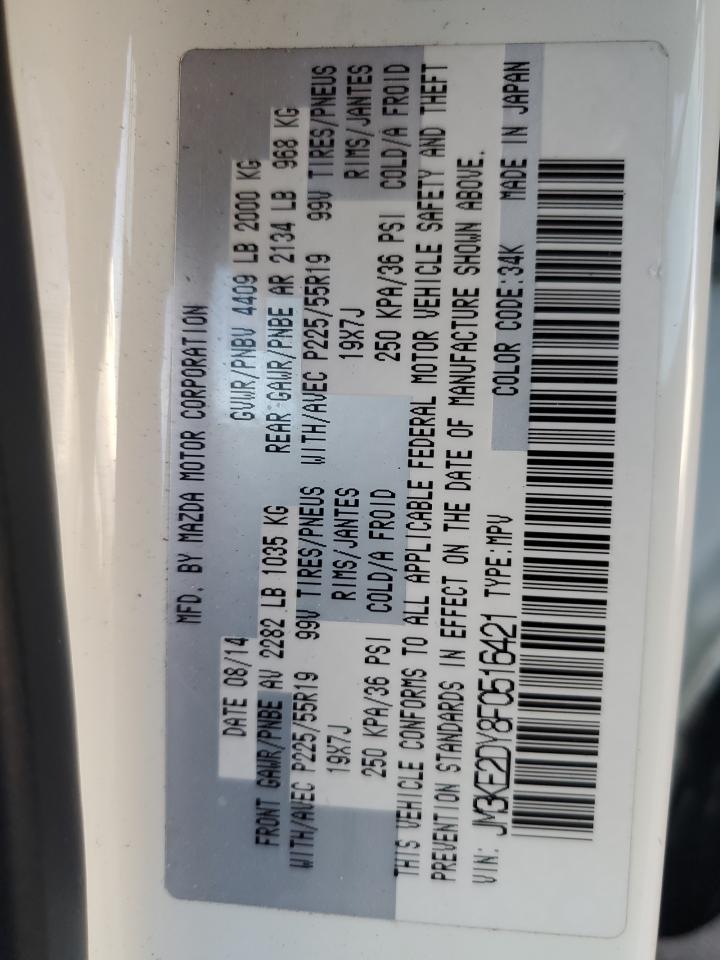 MFD. BY MAZDA MOTOR CORPORATION
DATE 08/14 GVWR/PNBV 4409 LB 2000 KG
FRONT GAWR/PNBE AV 2282 LB 1035 KG REAR GAWR/PNBE AR 2134 LB 968 KG
WITH/AVEC P225/55R19 99V TIRES/PNEUS WITH/AVEC P225/55R19 99V TIRES/PNEUS
19X7J RIMS/JANTES 19X7J RIMS/JANTES
250 KPA/36 PSI COLD/A FROID 250 KPA/36 PSI COLD/A FROID
THIS VEHICLE CONFORMS TO ALL APPLICABLE FEDERAL MOTOR VEHICLE SAFETY AND THEFT
PREVENTION STANDARDS IN EFFECT ON THE DATE OF MANUFACTURE SHOWN ABOVE.
VIN: JM3KE2DY8F0516421 TYPE:MPV COLOR CODE:34K MADE IN JAPAN